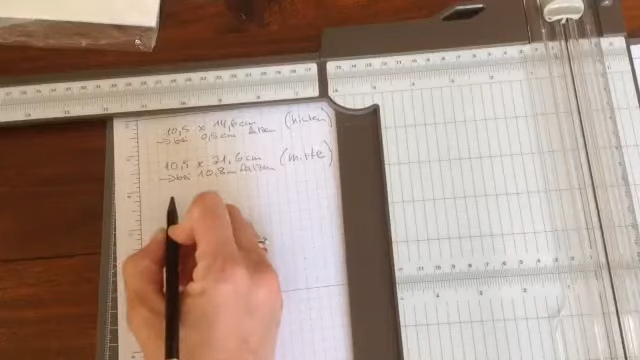 10,5 x 14,6 cm (hinten)
→ bei 0,5 cm falzen
10,5 x 21,6 cm (mitte)
→ bei 10,8 cm falzen